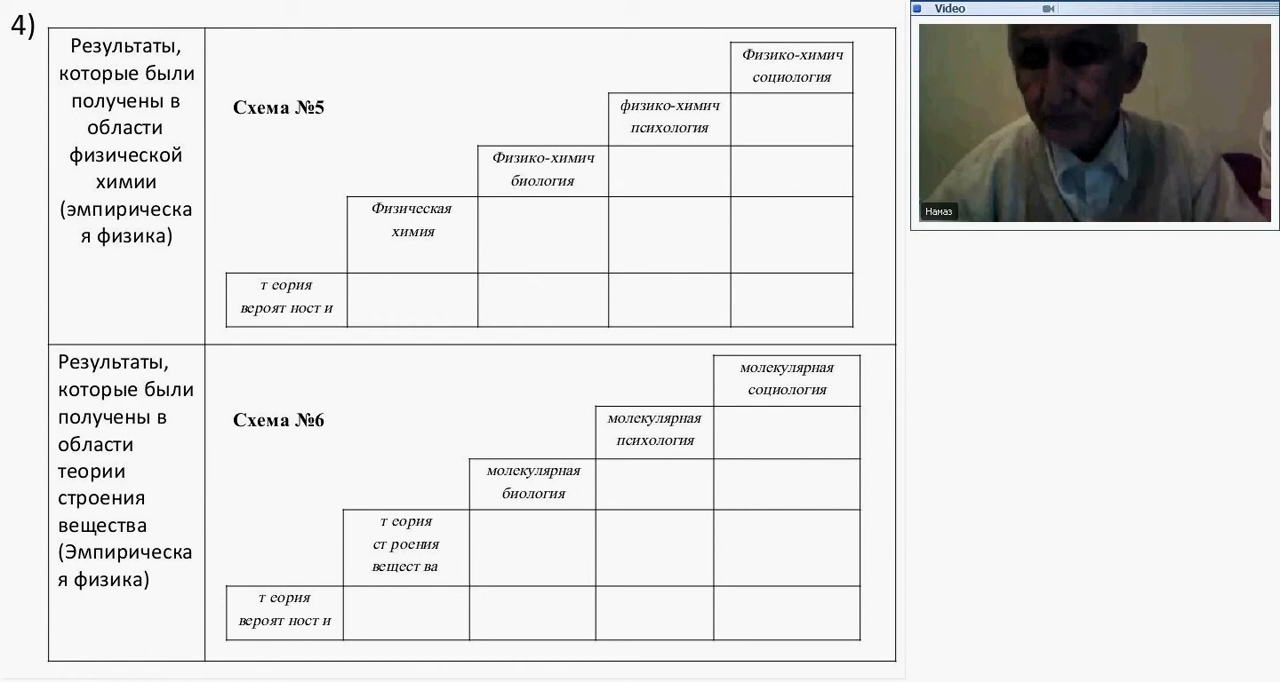 4)
Результаты,
которые были
получены в
области
физической
химии
(эмпирическа
я физика)
Схема №5
Физико-химич
социология
физико-химич
психология
Физико-химич
биология
Физическая
химия
т еория
вероят ност и
Результаты,
которые были
получены в
области
теории
строения
вещества
(Эмпирическа
я физика)
Схема №6
молекулярная
социология
молекулярная
психология
молекулярная
биология
т еория
ст роения
вещест ва
т еория
вероят ност и
Video
Намаз